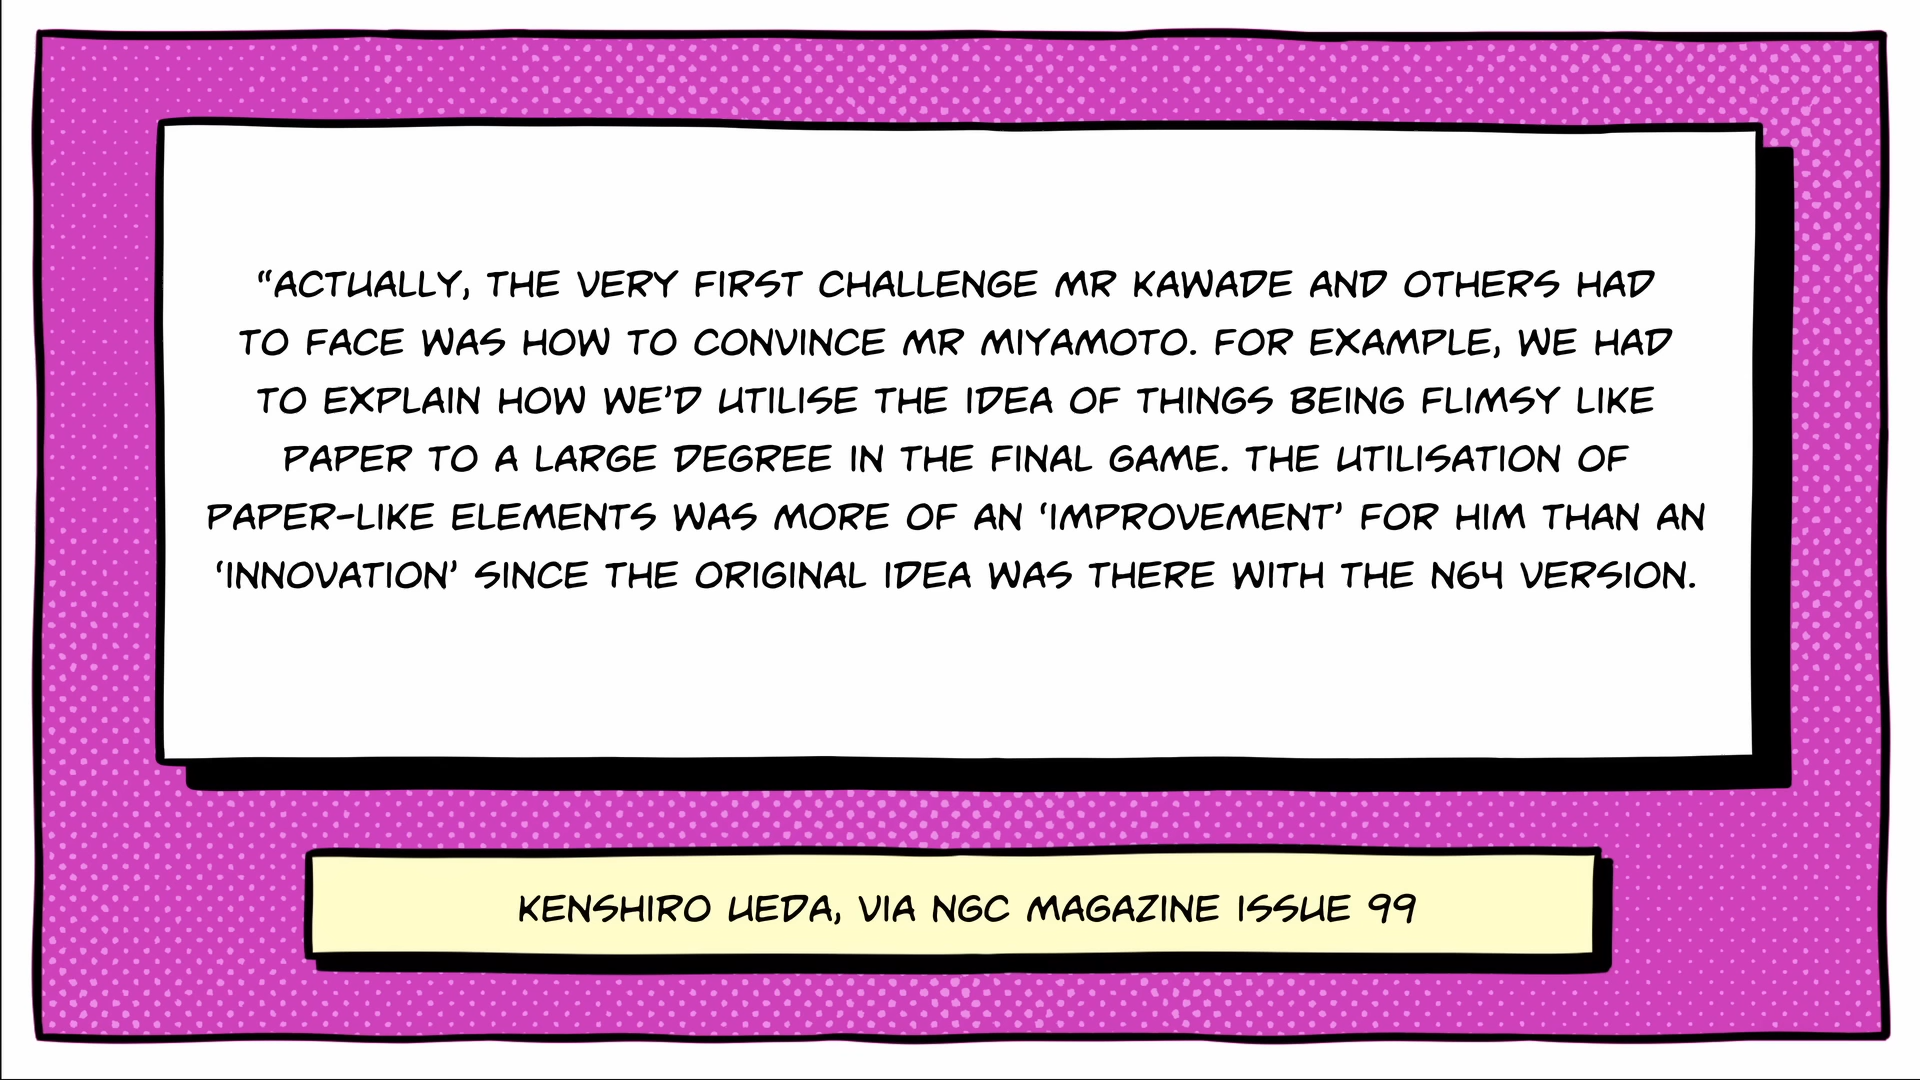 “ACTUALLY, THE VERY FIRST CHALLENGE MR KAWADE AND OTHERS HAD
TO FACE WAS HOW TO CONVINCE MR MIYAMOTO. FOR EXAMPLE, WE HAD
TO EXPLAIN HOW WE’D UTILISE THE IDEA OF THINGS BEING FLIMSY LIKE
PAPER TO A LARGE DEGREE IN THE FINAL GAME. THE UTILISATION OF
PAPER-LIKE ELEMENTS WAS MORE OF AN ‘IMPROVEMENT’ FOR HIM THAN AN
‘INNOVATION’ SINCE THE ORIGINAL IDEA WAS THERE WITH THE N64 VERSION.
KENSHIRO UEDA, VIA NGC MAGAZINE ISSUE 99